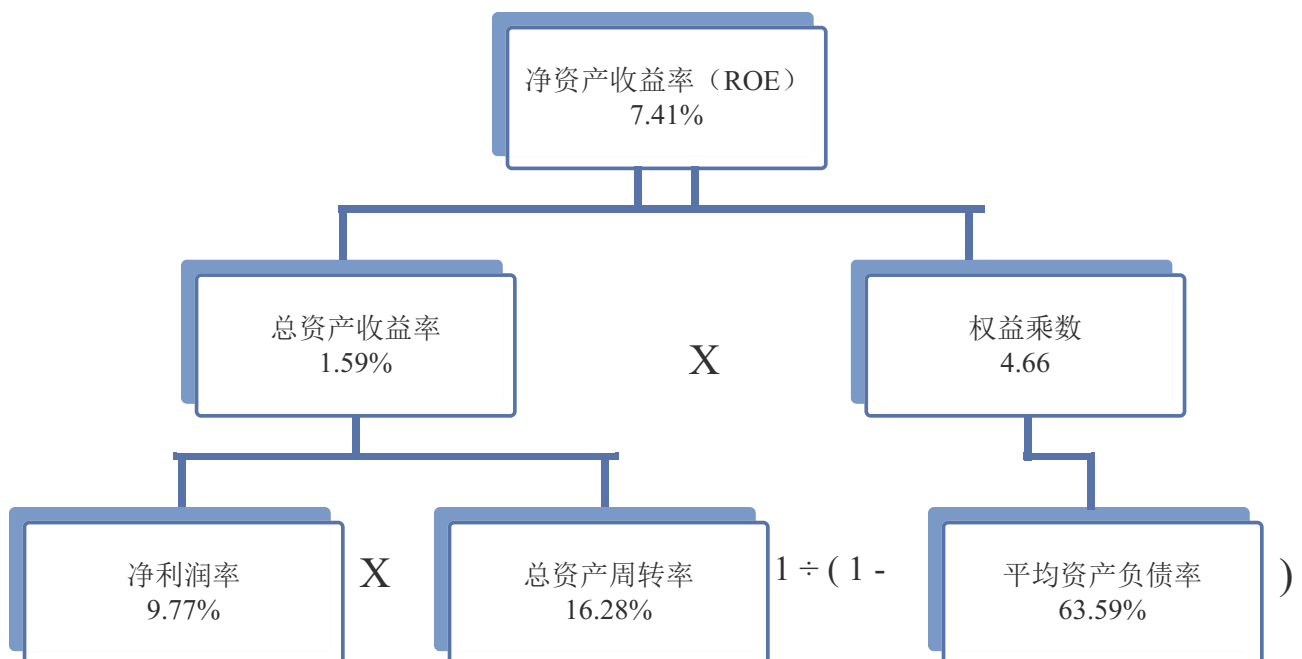 净资产收益率（ROE）
7.41%
总资产收益率
1.59%
X
权益乘数
4.66
净利润率
9.77%
X
总资产周转率
16.28%
1 ÷ ( 1 -
平均资产负债率
63.59%
)